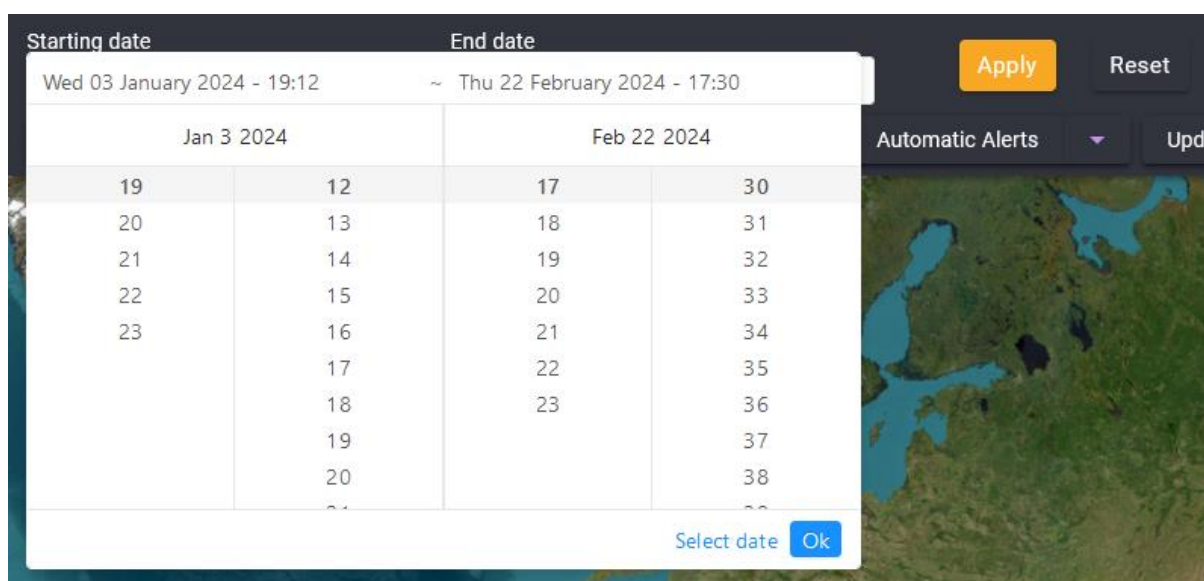 Starting date End date
Wed 03 January 2024 - 19:12 ~ Thu 22 February 2024 - 17:30
Apply Reset
Jan 3 2024 Feb 22 2024
Automatic Alerts Upd
19 12 17 30
20 13 18 31
21 14 19 32
22 15 20 33
23 16 21 34
17 22 35
18 23 36
19 37
20 38
Select date Ok